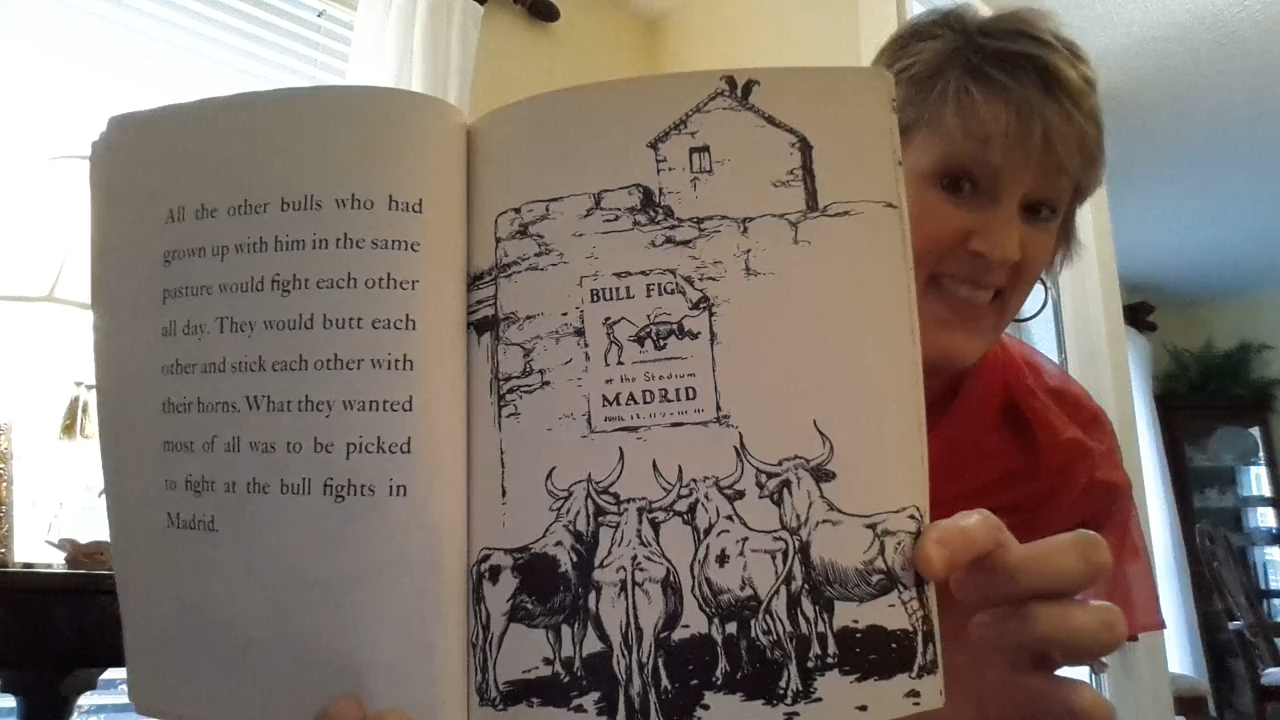 All the other bulls who had
grown up with him in the same
pasture would fight each other
all day. They would butt each
other and stick each other with
their horns. What they wanted
most of all was to be picked
to fight at the bull fights in
Madrid.
BULL FIG
at the Stadium
MADRID